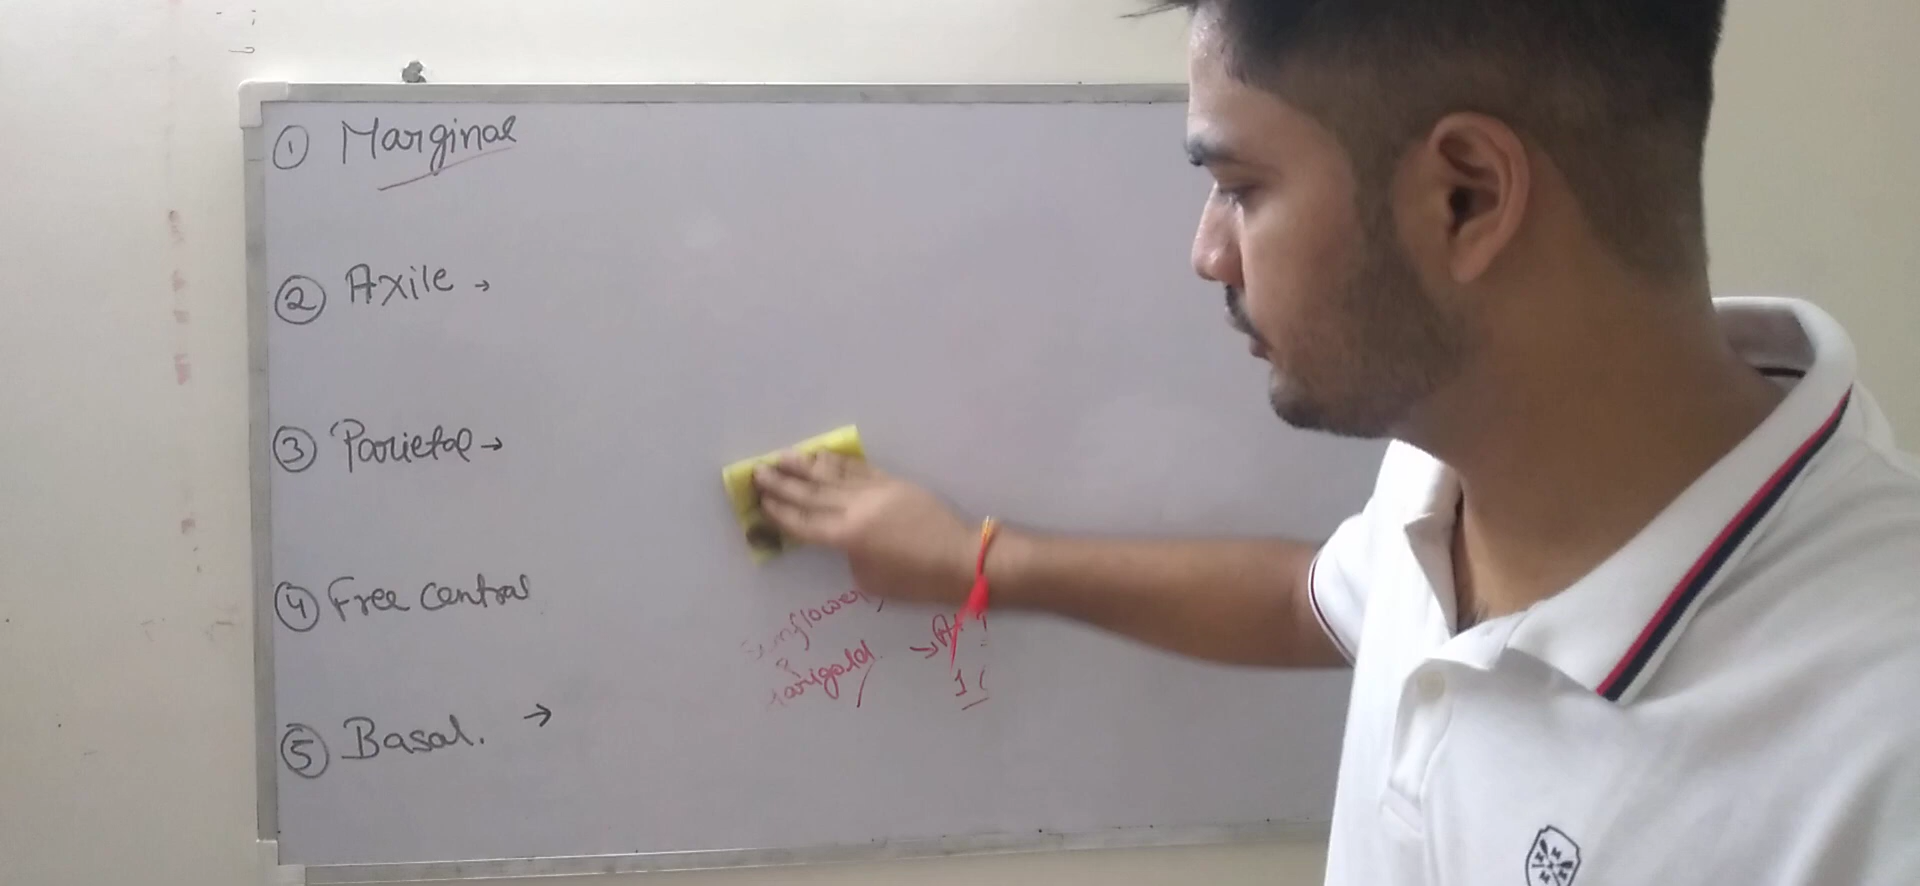 ① Marginal
② Axile →
③ Parietal →
④ Free central
⑤ Basal. →
Sunflower,
Marigold →